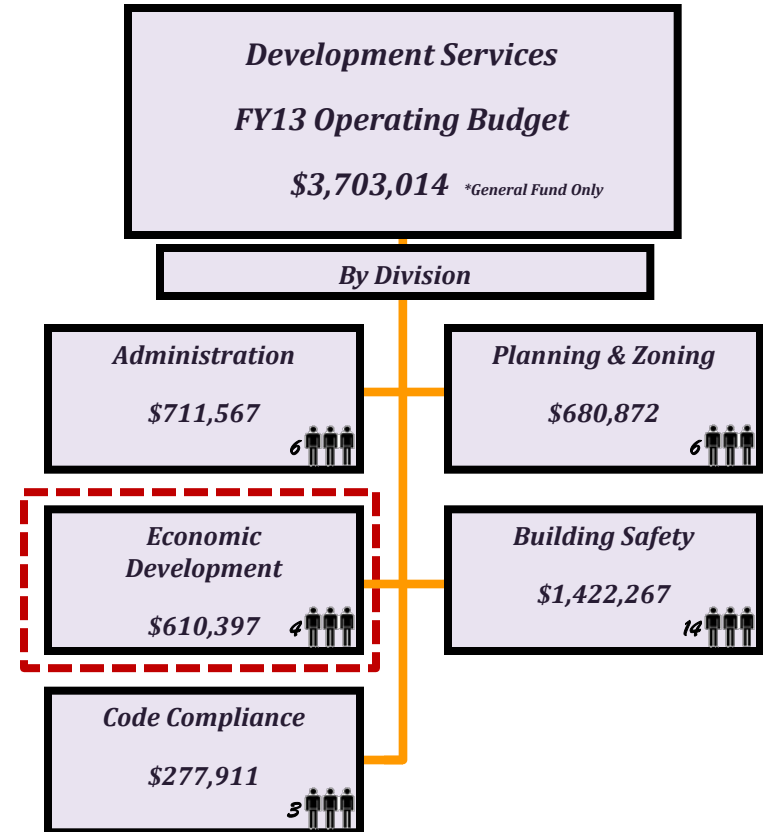 Development Services
FY13 Operating Budget
$3,703,014 *General Fund Only
By Division
Administration
$711,567
6
Planning & Zoning
$680,872
6
Economic
Development
$610,397 4
Building Safety
$1,422,267
14
Code Compliance
$277,911
3